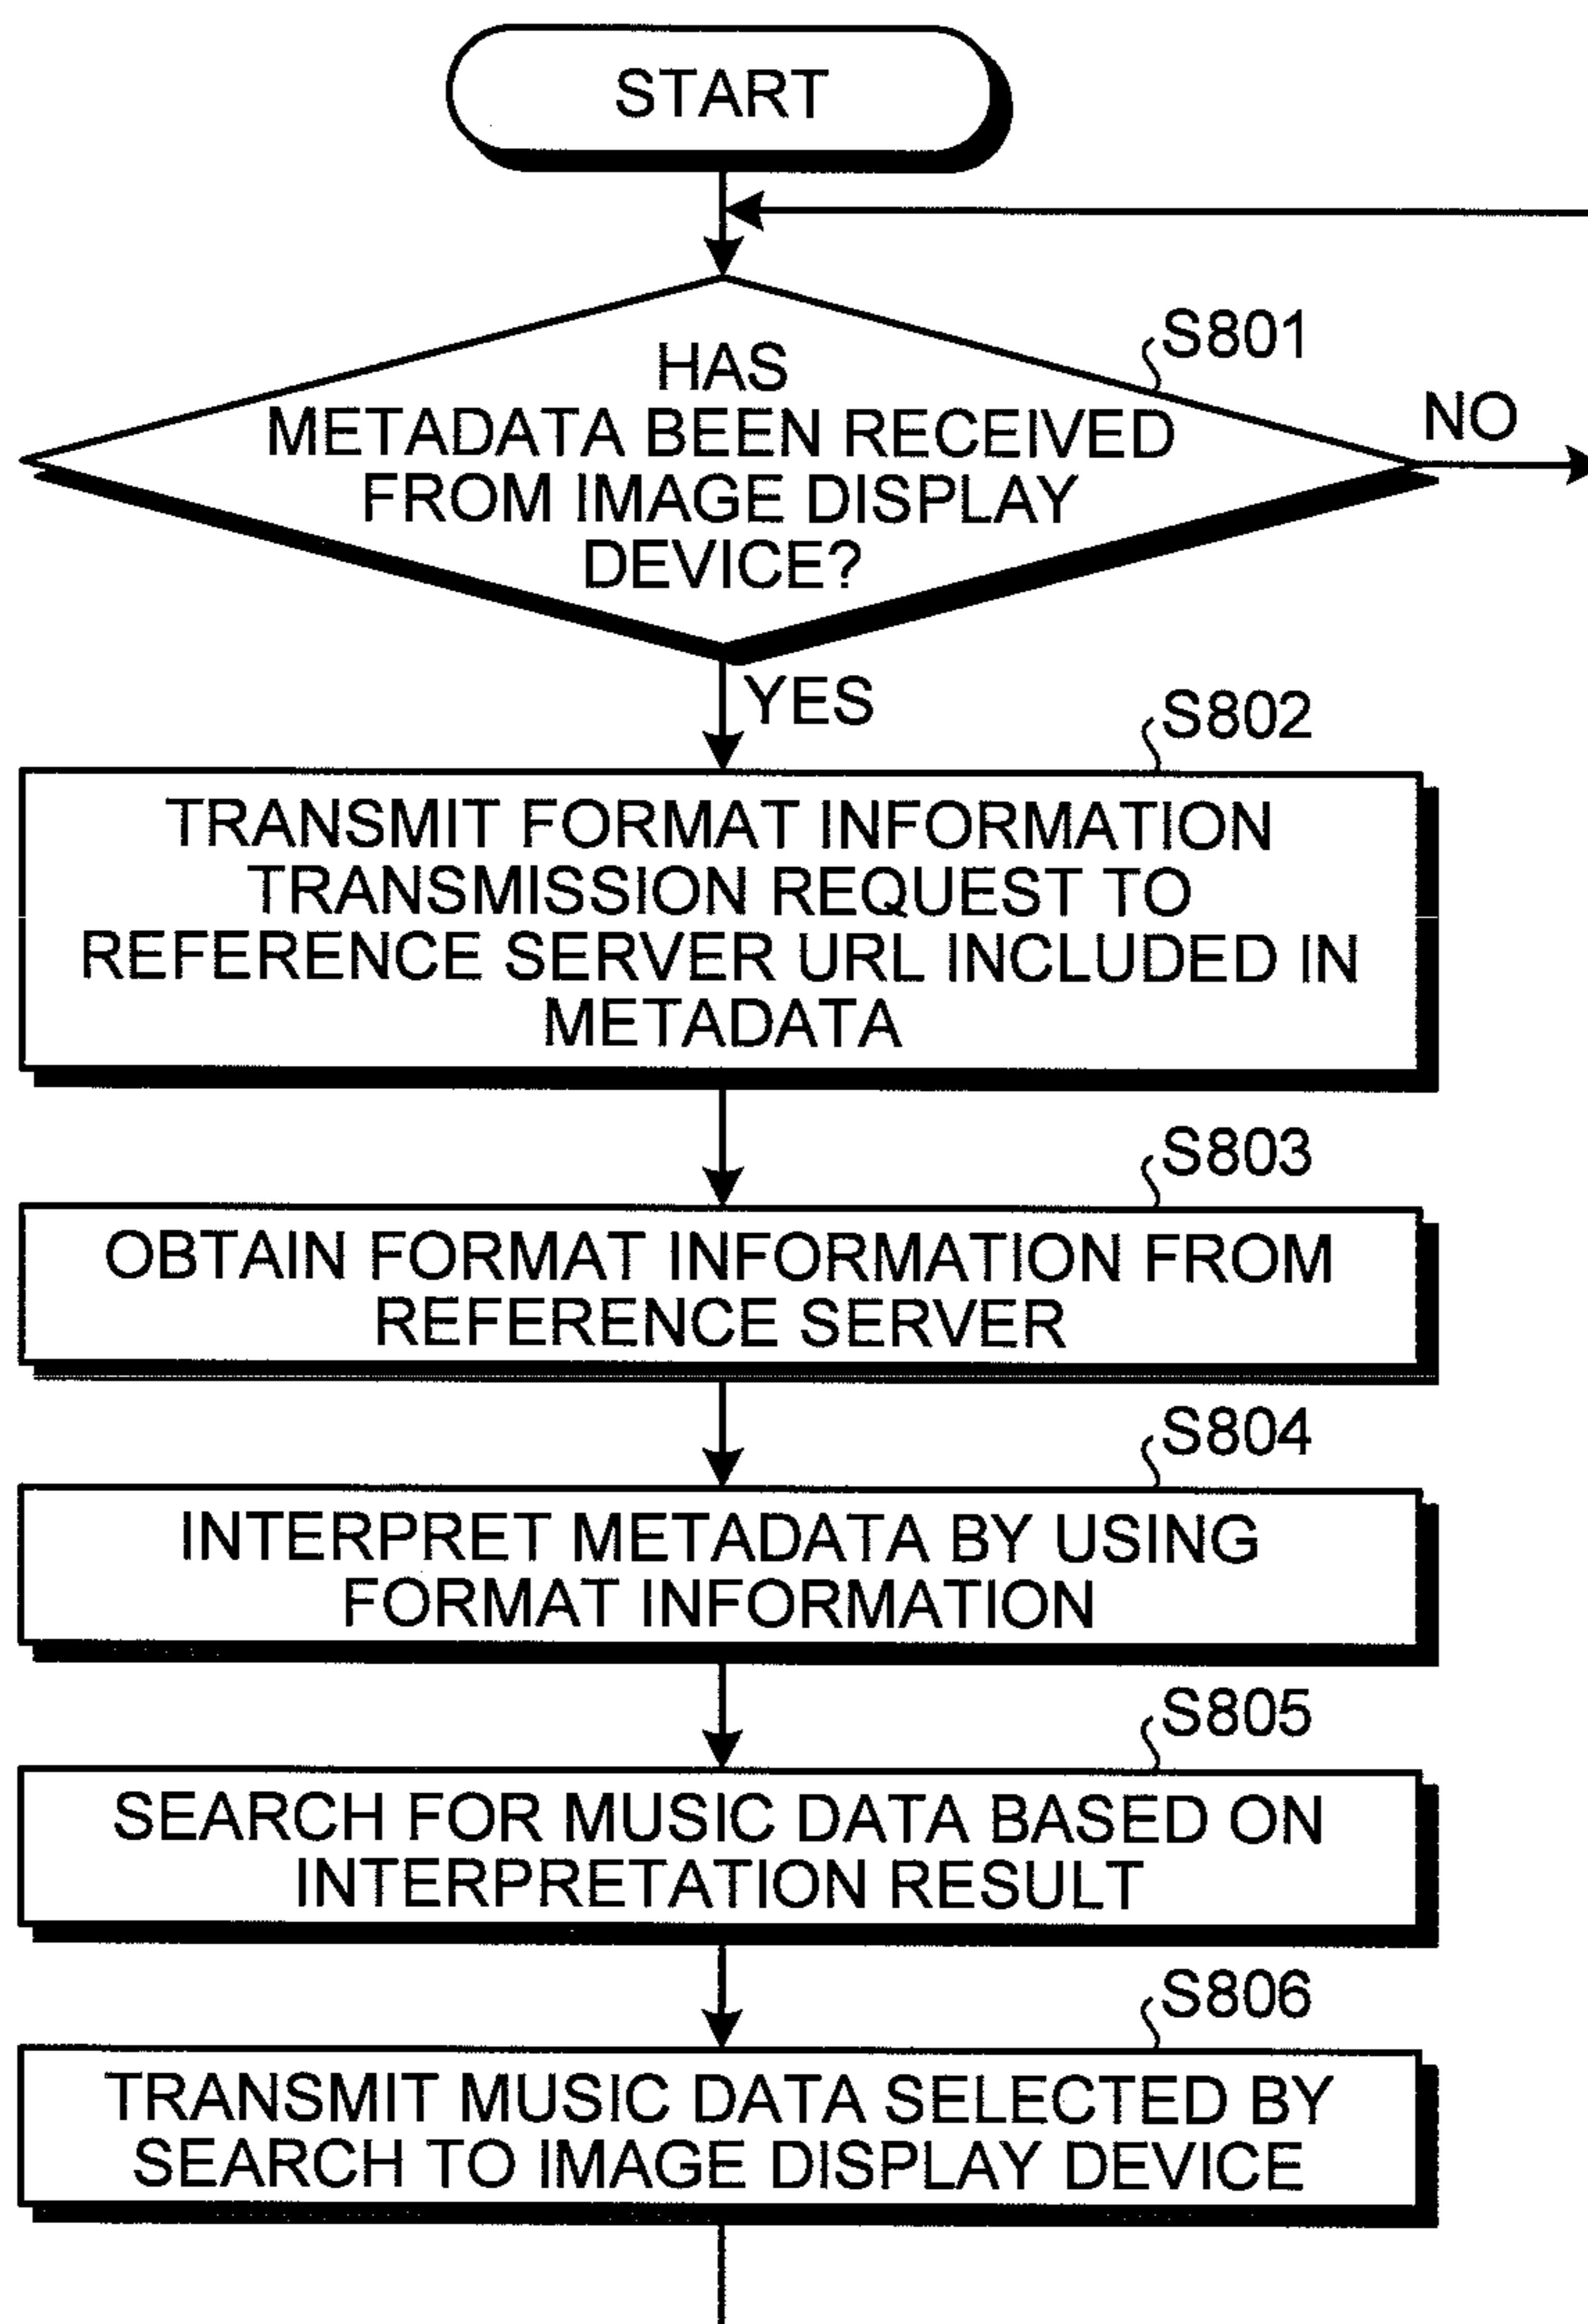 START
S801
HAS
METADATA BEEN RECEIVED
FROM IMAGE DISPLAY
DEVICE?
NO
YES
S802
TRANSMIT FORMAT INFORMATION
TRANSMISSION REQUEST TO
REFERENCE SERVER URL INCLUDED IN
METADATA
S803
OBTAIN FORMAT INFORMATION FROM
REFERENCE SERVER
S804
INTERPRET METADATA BY USING
FORMAT INFORMATION
S805
SEARCH FOR MUSIC DATA BASED ON
INTERPRETATION RESULT
S806
TRANSMIT MUSIC DATA SELECTED BY
SEARCH TO IMAGE DISPLAY DEVICE